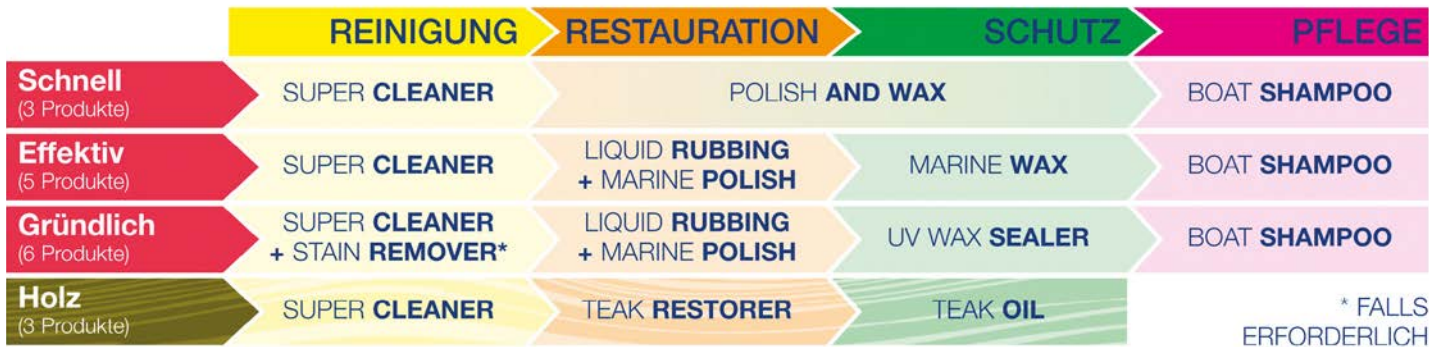 REINIGUNG RESTAURATION SCHUTZ PFLEGE
Schnell
(3 Produkte)
SUPER CLEANER
POLISH AND WAX
BOAT SHAMPOO
Effektiv
(5 Produkte)
SUPER CLEANER
LIQUID RUBBING
+ MARINE POLISH
MARINE WAX
BOAT SHAMPOO
Gründlich
(6 Produkte)
SUPER CLEANER
+ STAIN REMOVER*
LIQUID RUBBING
+ MARINE POLISH
UV WAX SEALER
BOAT SHAMPOO
Holz
(3 Produkte)
SUPER CLEANER
TEAK RESTORER
TEAK OIL
* FALLS
ERFORDERLICH